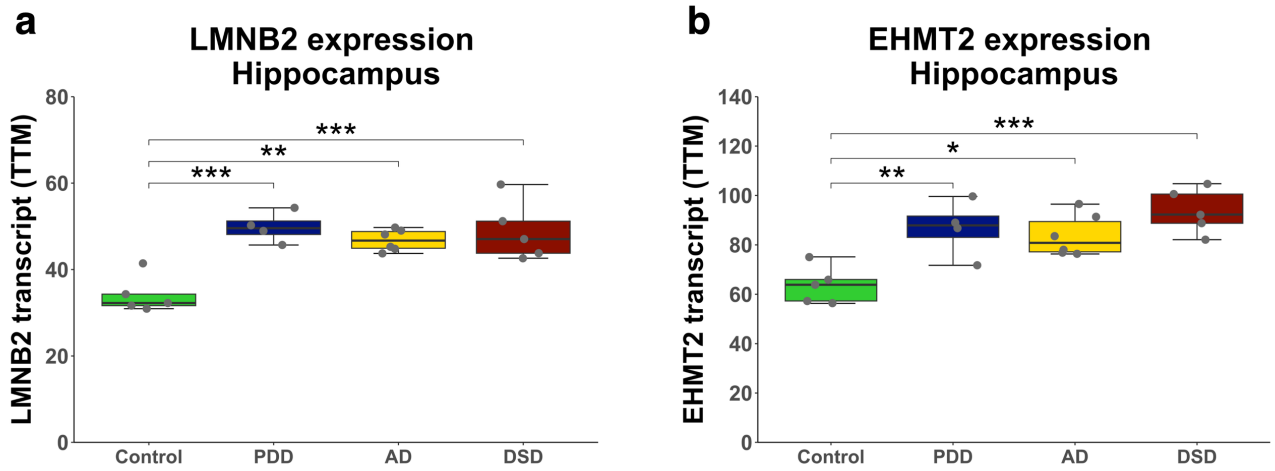 a
LMNB2 expression
Hippocampus
LMNB2 transcript (TTM)
80
60
40
20
0
***
**
***
Control PDD AD DSD
b
EHMT2 expression
Hippocampus
EHMT2 transcript (TTM)
140
120
100
80
60
40
20
0
***
*
**
Control PDD AD DSD